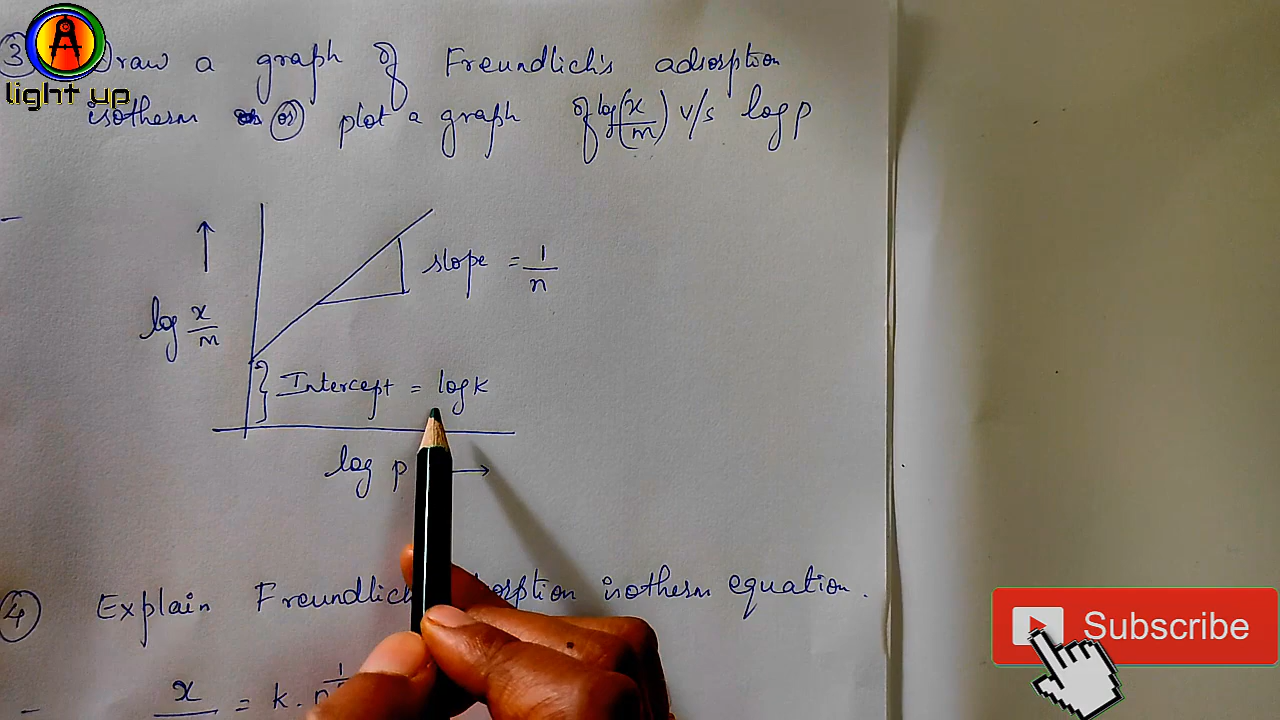 ③ Draw a graph of Freundlich's adsorption
light up
isotherm or plot a graph of log(x/m) v/s log p
slope = 1/n
log x/m
Intercept = log k
log p
④ Explain Freundlich adsorption isotherm equation.
x = k.
Subscribe